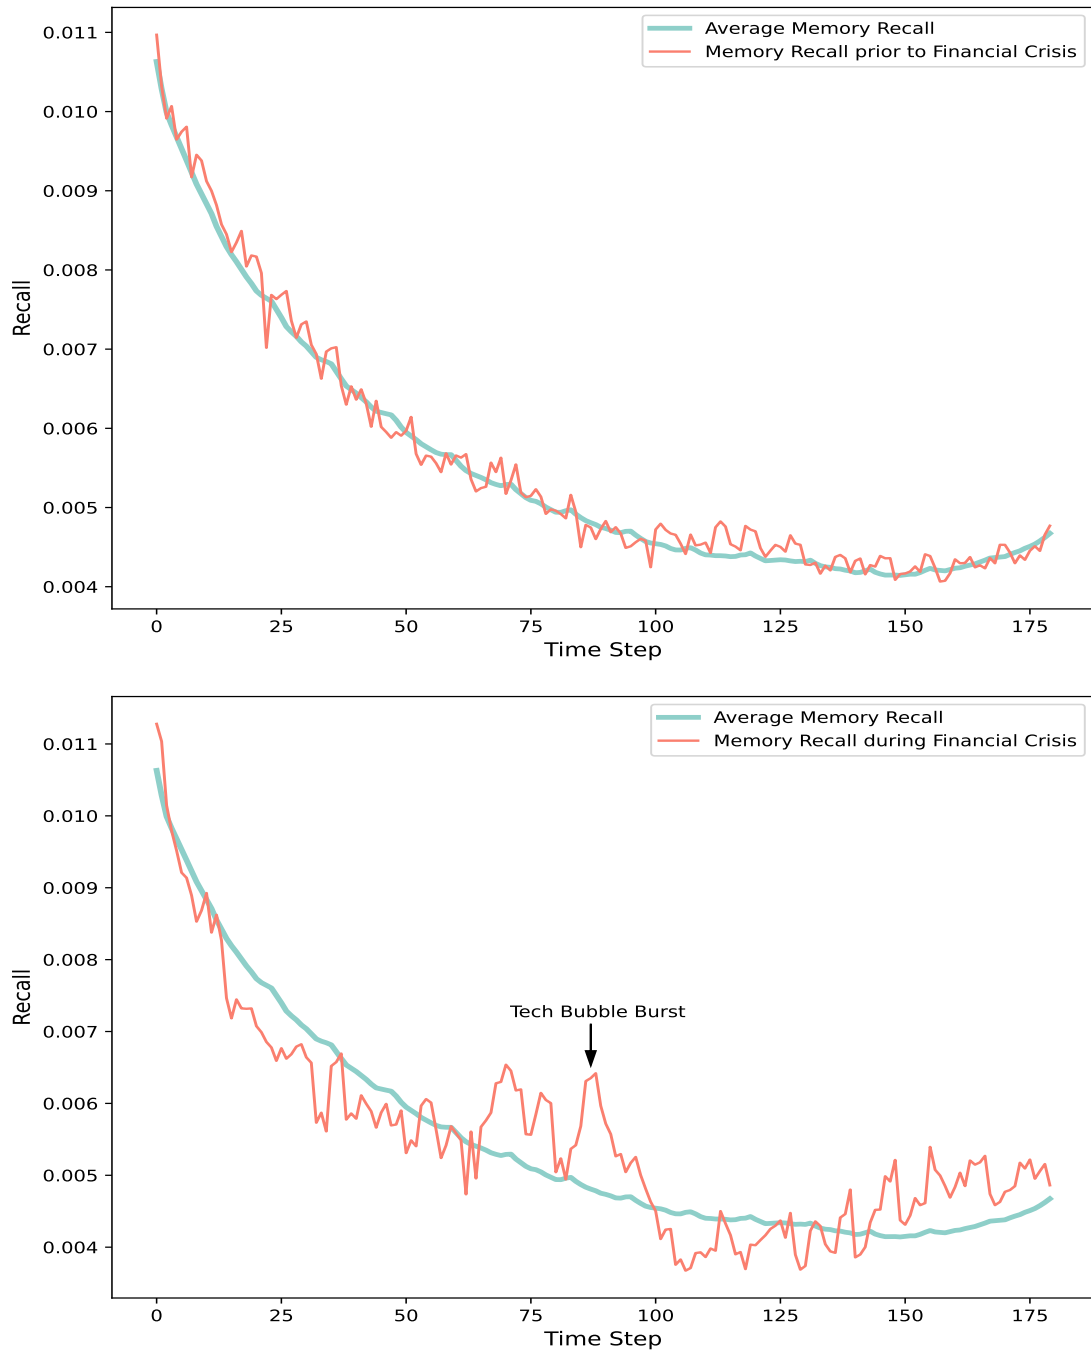 Average Memory Recall
Memory Recall prior to Financial Crisis
0.011
0.010
0.009
0.008
0.007
0.006
0.005
0.004
Recall
0 25 50 75 100 125 150 175
Time Step
Average Memory Recall
Memory Recall during Financial Crisis
0.011
0.010
0.009
0.008
0.007
0.006
0.005
0.004
Recall
Tech Bubble Burst
0 25 50 75 100 125 150 175
Time Step